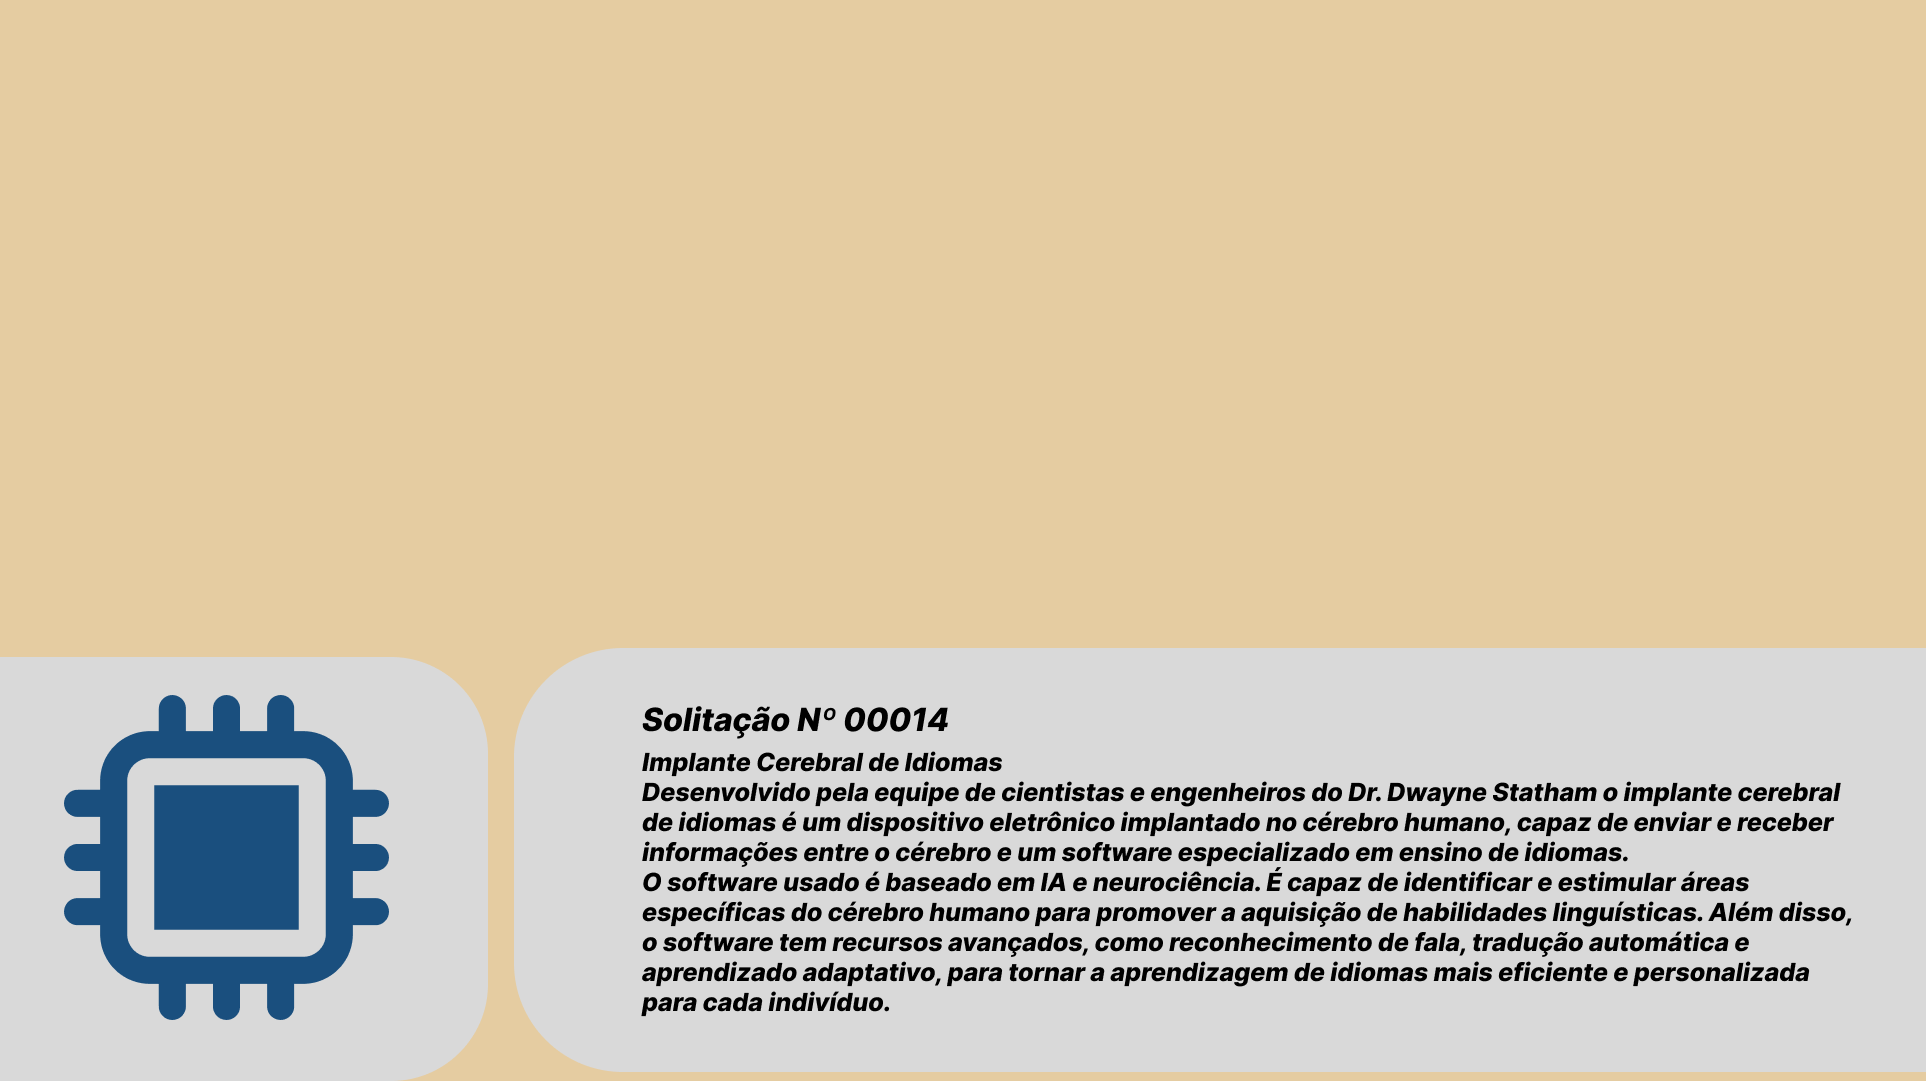 Solitação Nº 00014
Implante Cerebral de Idiomas
Desenvolvido pela equipe de cientistas e engenheiros do Dr. Dwayne Statham o implante cerebral
de idiomas é um dispositivo eletrônico implantado no cérebro humano, capaz de enviar e receber
informações entre o cérebro e um software especializado em ensino de idiomas.
O software usado é baseado em IA e neurociência. É capaz de identificar e estimular áreas
específicas do cérebro humano para promover a aquisição de habilidades linguísticas. Além disso,
o software tem recursos avançados, como reconhecimento de fala, tradução automática e
aprendizado adaptativo, para tornar a aprendizagem de idiomas mais eficiente e personalizada
para cada indivíduo.